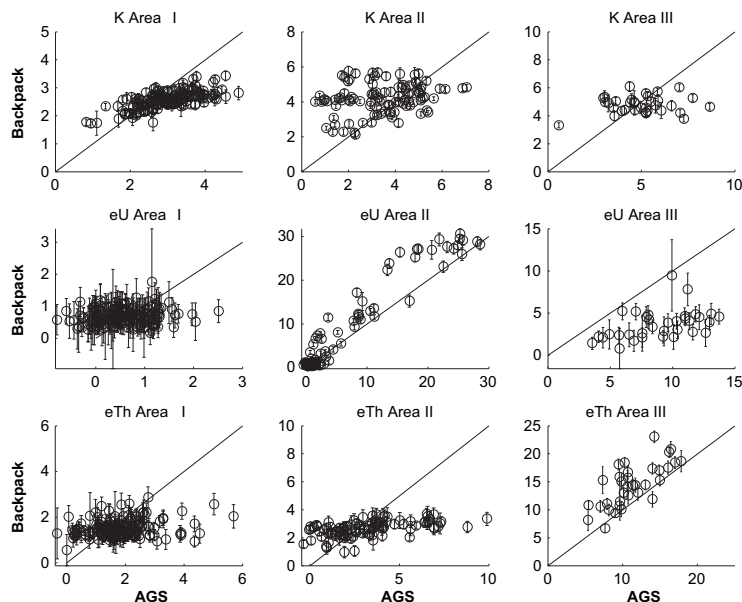 K Area I
K Area II
K Area III
5
4
3
2
1
0
0 2 4
8
6
4
2
0
0 2 4 6 8
10
8
6
4
2
0
0 5 10
Backpack
eU Area I
eU Area II
eU Area III
3
2
1
0
0 1 2 3
30
20
10
0
0 10 20 30
15
10
5
0
0 5 10 15
Backpack
eTh Area I
eTh Area II
eTh Area III
6
4
2
0
0 2 4 6
10
8
6
4
2
0
0 5 10
25
20
15
10
5
0
0 10 20
Backpack
AGS
AGS
AGS